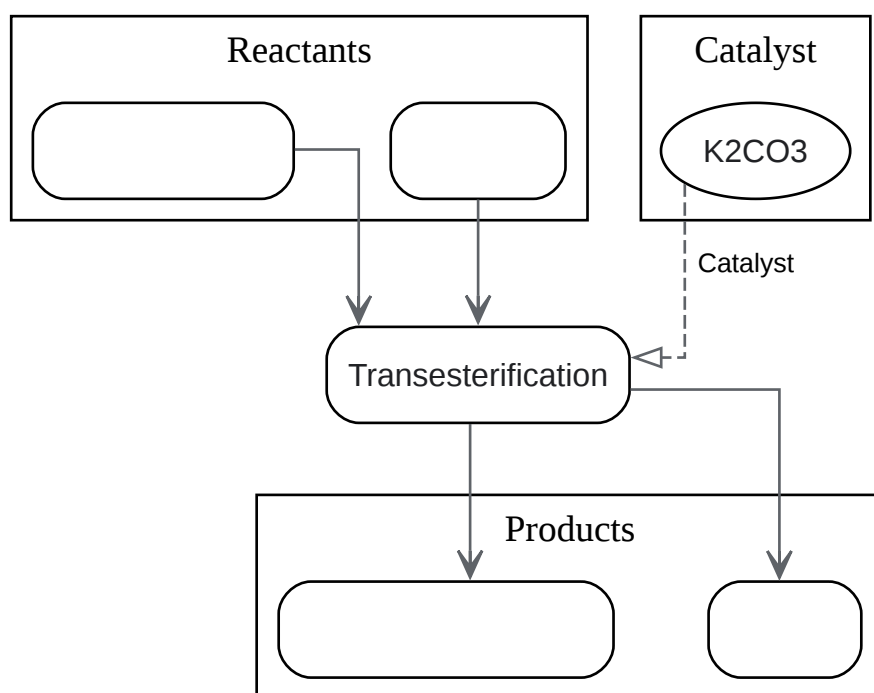 Reactants
Catalyst
K2CO3
Catalyst
Transesterification
Products